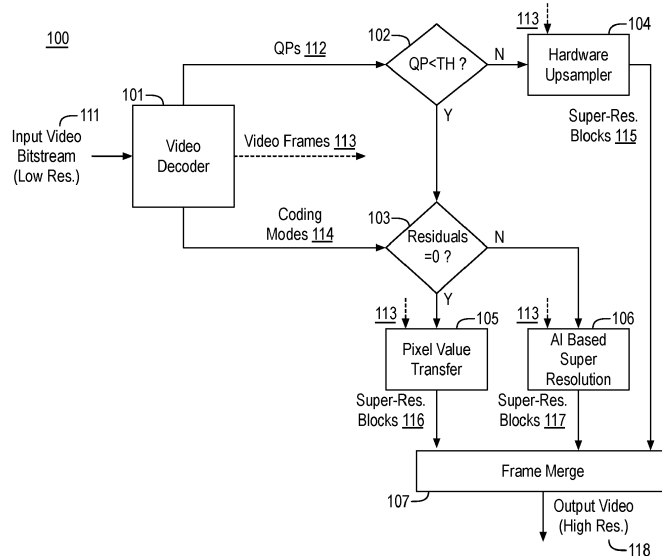 100
QPs 112
102
QP<TH ?
N
113
104
Hardware
Upsampler
Y
111
Input Video
Bitstream
(Low Res.)
101
Video
Decoder
Video Frames 113
Super-Res.
Blocks 115
Coding
Modes 114
103
Residuals
=0 ?
N
Y
113
105
Pixel Value
Transfer
113
106
AI Based
Super
Resolution
Super-Res.
Blocks 116
Super-Res.
Blocks 117
Frame Merge
107
Output Video
(High Res.)
118